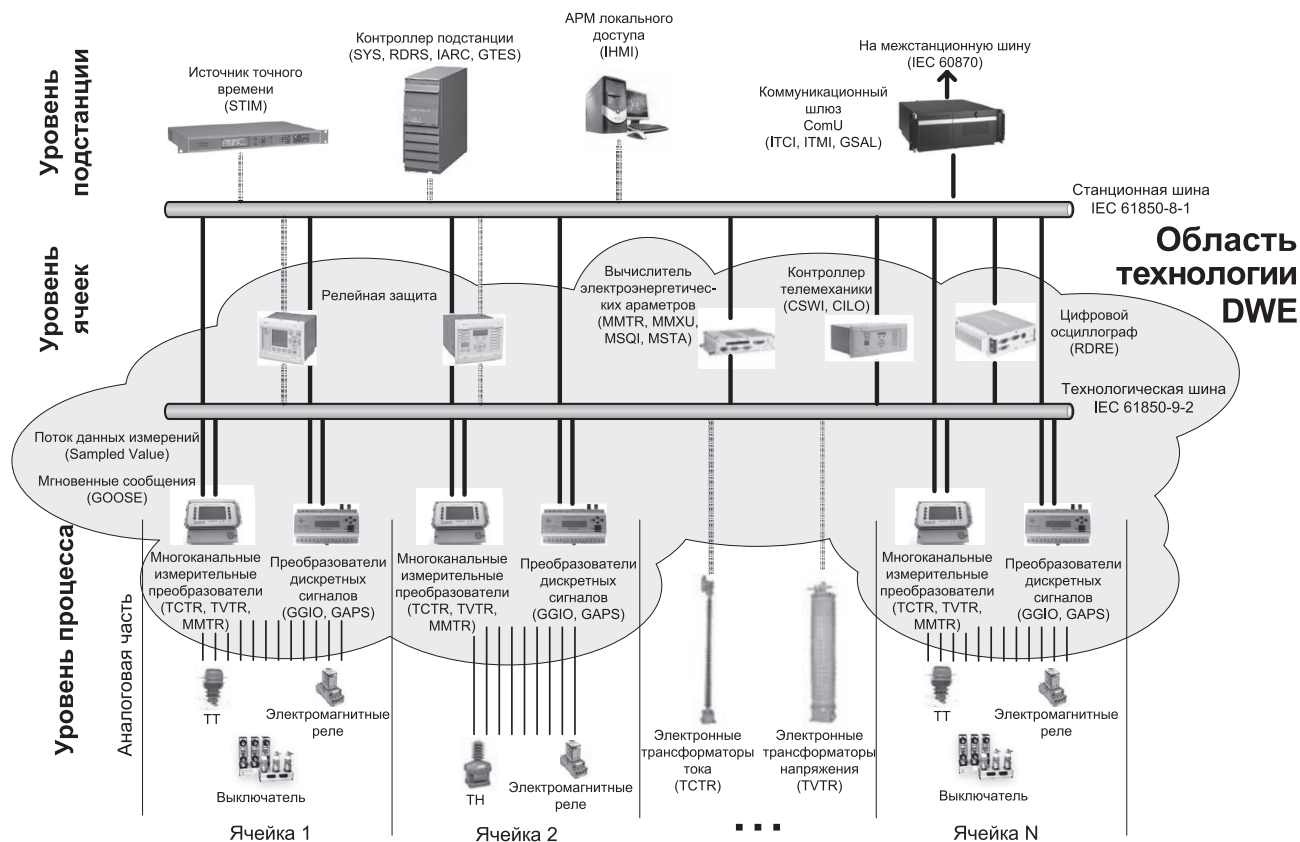 Уровень
подстанции
Источник точного
времени
(STIM)
Контроллер подстанции
(SYS, RDRS, IARC, GTES)
АРМ локального
доступа
(IHMI)
На межстанционную шину
(IEC 60870)
Коммуникационный
шлюз
ComU
(ITCI, ITMI, GSAL)
Станционная шина
IEC 61850-8-1
Область
технологии
DWE
Уровень
ячеек
Релейная защита
Вычислитель
электроэнергетичес-
ких араметров)
(MMTR, MMXU,
MSQI, MSTA)
Контроллер
телемеханики
(CSWI, CILO)
Цифровой
осциллограф
(RDRE)
Технологическая шина
IEC 61850-9-2
Поток данных измерений
(Sampled Value)
Мгновенные сообщения
(GOOSE)
Уровень процесса
Аналоговая часть
Многоканальные
измерительные
преобразователи
(TCTR, TVTR,
MMTR)
Преобразователи
дискретных
сигналов
(GGIO, GAPS)
ТТ
Электромагнитные
реле
Выключатель
Ячейка 1
Многоканальные
измерительные
преобразователи
(TCTR, TVTR,
MMTR)
Преобразователи
дискретных
сигналов
(GGIO, GAPS)
ТН
Электромагнитные
реле
Ячейка 2
Электронные
трансформаторы
тока
(TCTR)
Электронные
трансформаторы
напряжения
(TVTR)
...
Многоканальные
измерительные
преобразователи
(TCTR, TVTR,
MMTR)
Преобразователи
дискретных
сигналов
(GGIO, GAPS)
ТТ
Электромагнитные
реле
Выключатель
Ячейка N